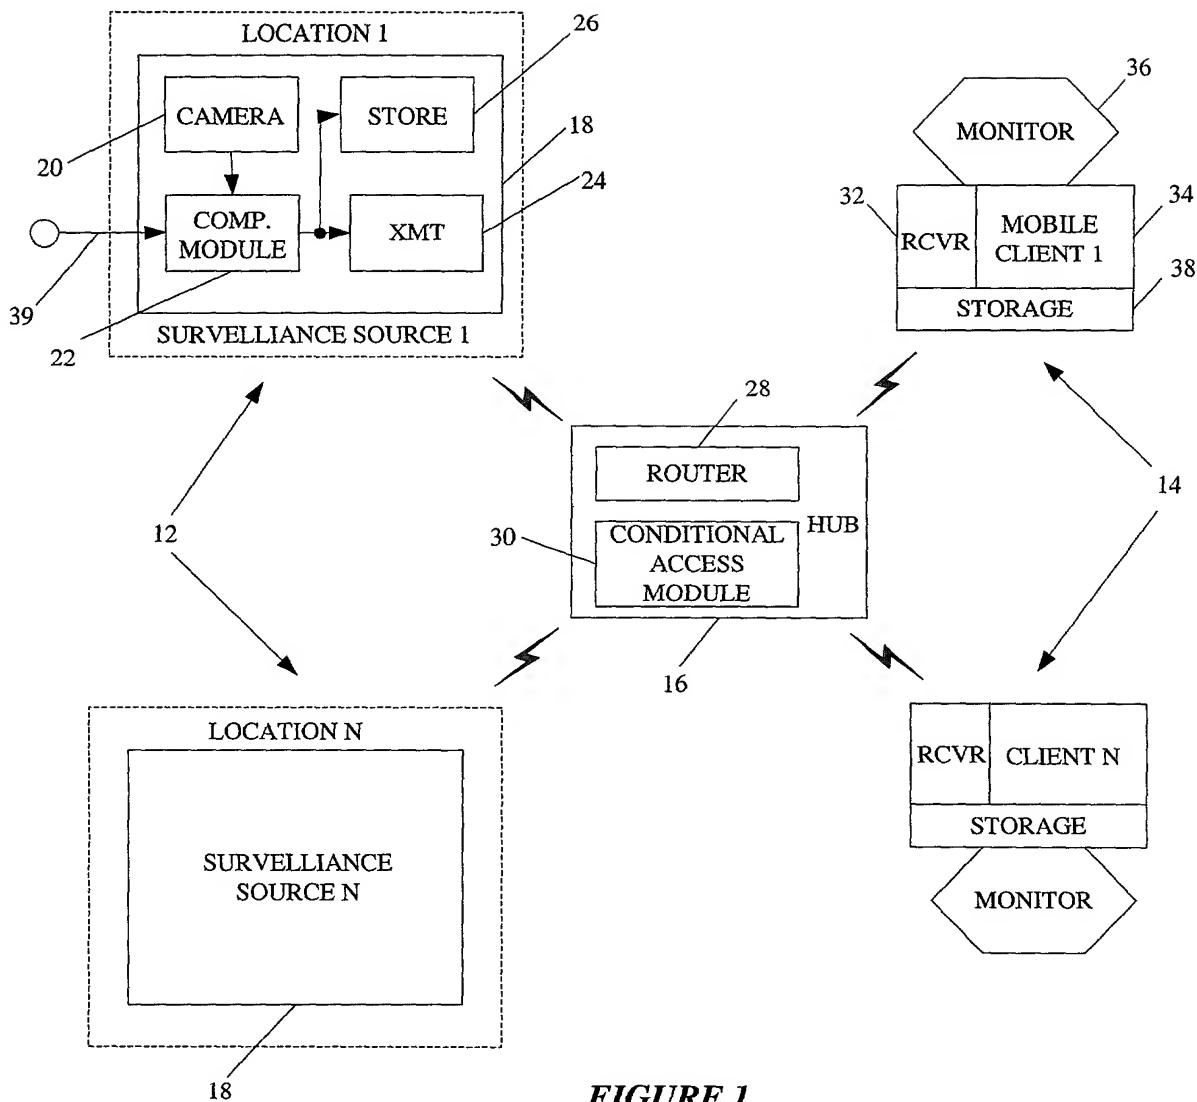 LOCATION 1
26
CAMERA
STORE
18
20
24
COMP.
MODULE
XMT
39
22
SURVELLIANCE SOURCE 1
36
MONITOR
32
34
RCVR
MOBILE
CLIENT 1
38
STORAGE
28
ROUTER
12
14
HUB
30
CONDITIONAL
ACCESS
MODULE
16
LOCATION N
SURVELLIANCE
SOURCE N
18
RCVR
CLIENT N
STORAGE
MONITOR
FIGURE 1